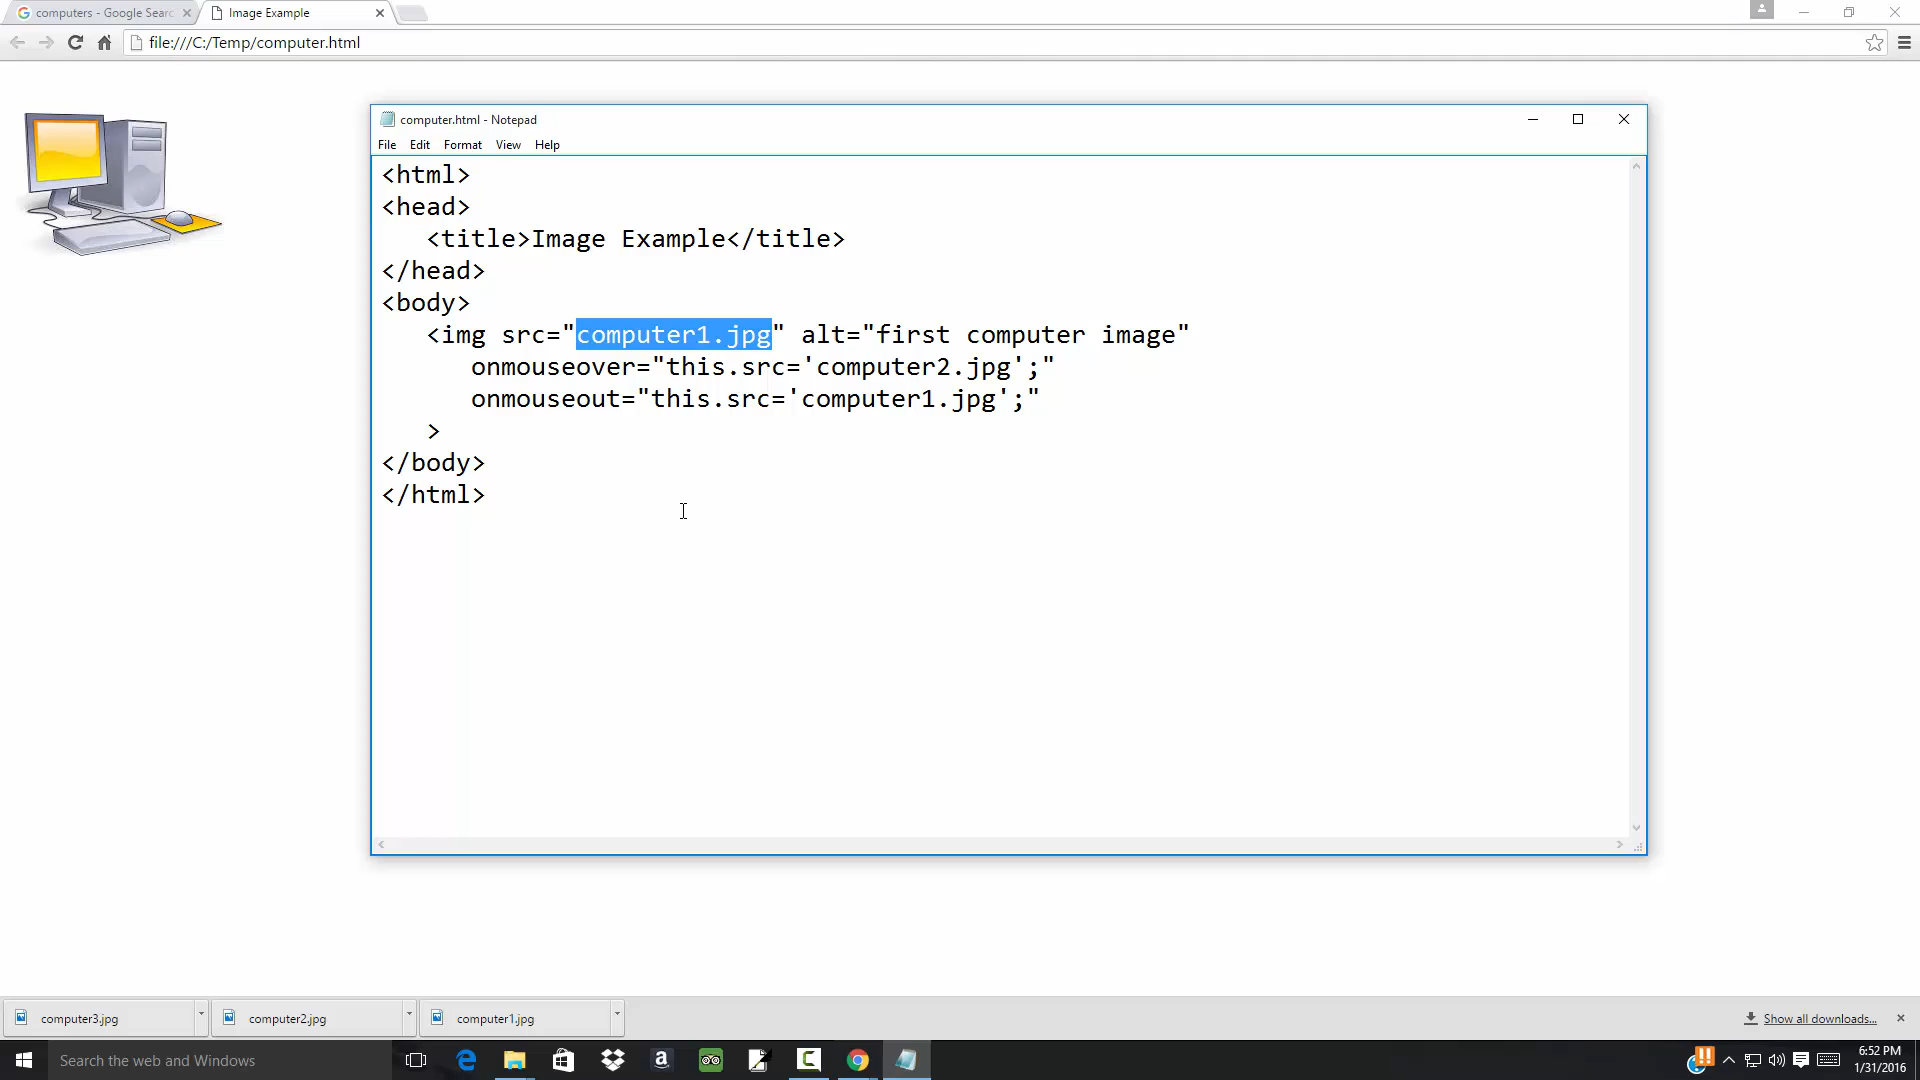 computers - Google Searc
Image Example
file:///C:/Temp/computer.html
computer.html - Notepad
File Edit Format View Help
<html>
<head>
   <title>Image Example</title>
</head>
<body>
   <img src="computer1.jpg" alt="first computer image"
      onmouseover="this.src='computer2.jpg';"
      onmouseout="this.src='computer1.jpg';"
   >
</body>
</html>
computer3.jpg
computer2.jpg
computer1.jpg
Show all downloads...
Search the web and Windows
6:52 PM
1/31/2016